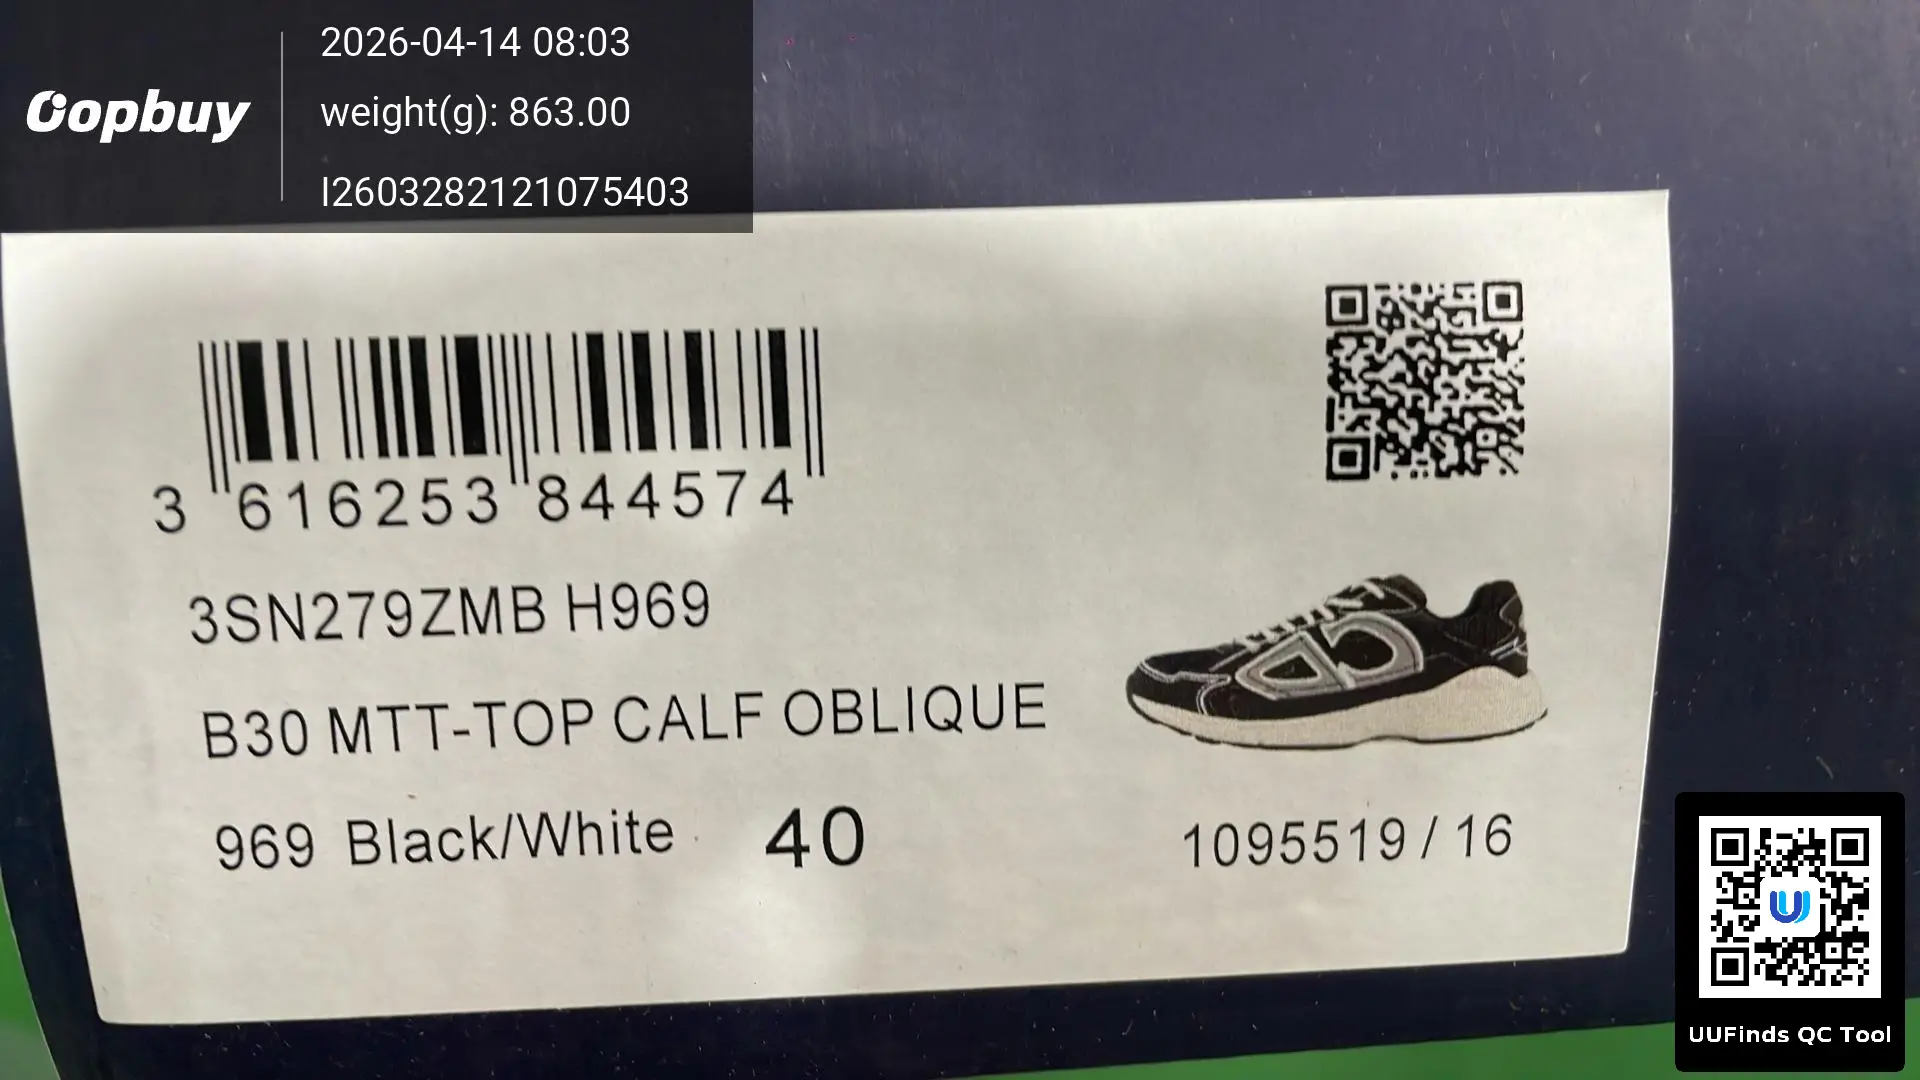 Oopbuy
2026-04-14 08:03
weight(g): 863.00
I2603282121075403
3 616253 844574
3SN279ZMB H969
B30 MTT-TOP CALF OBLIQUE
969 Black/White 40
1095519 / 16
UUFinds QC Tool